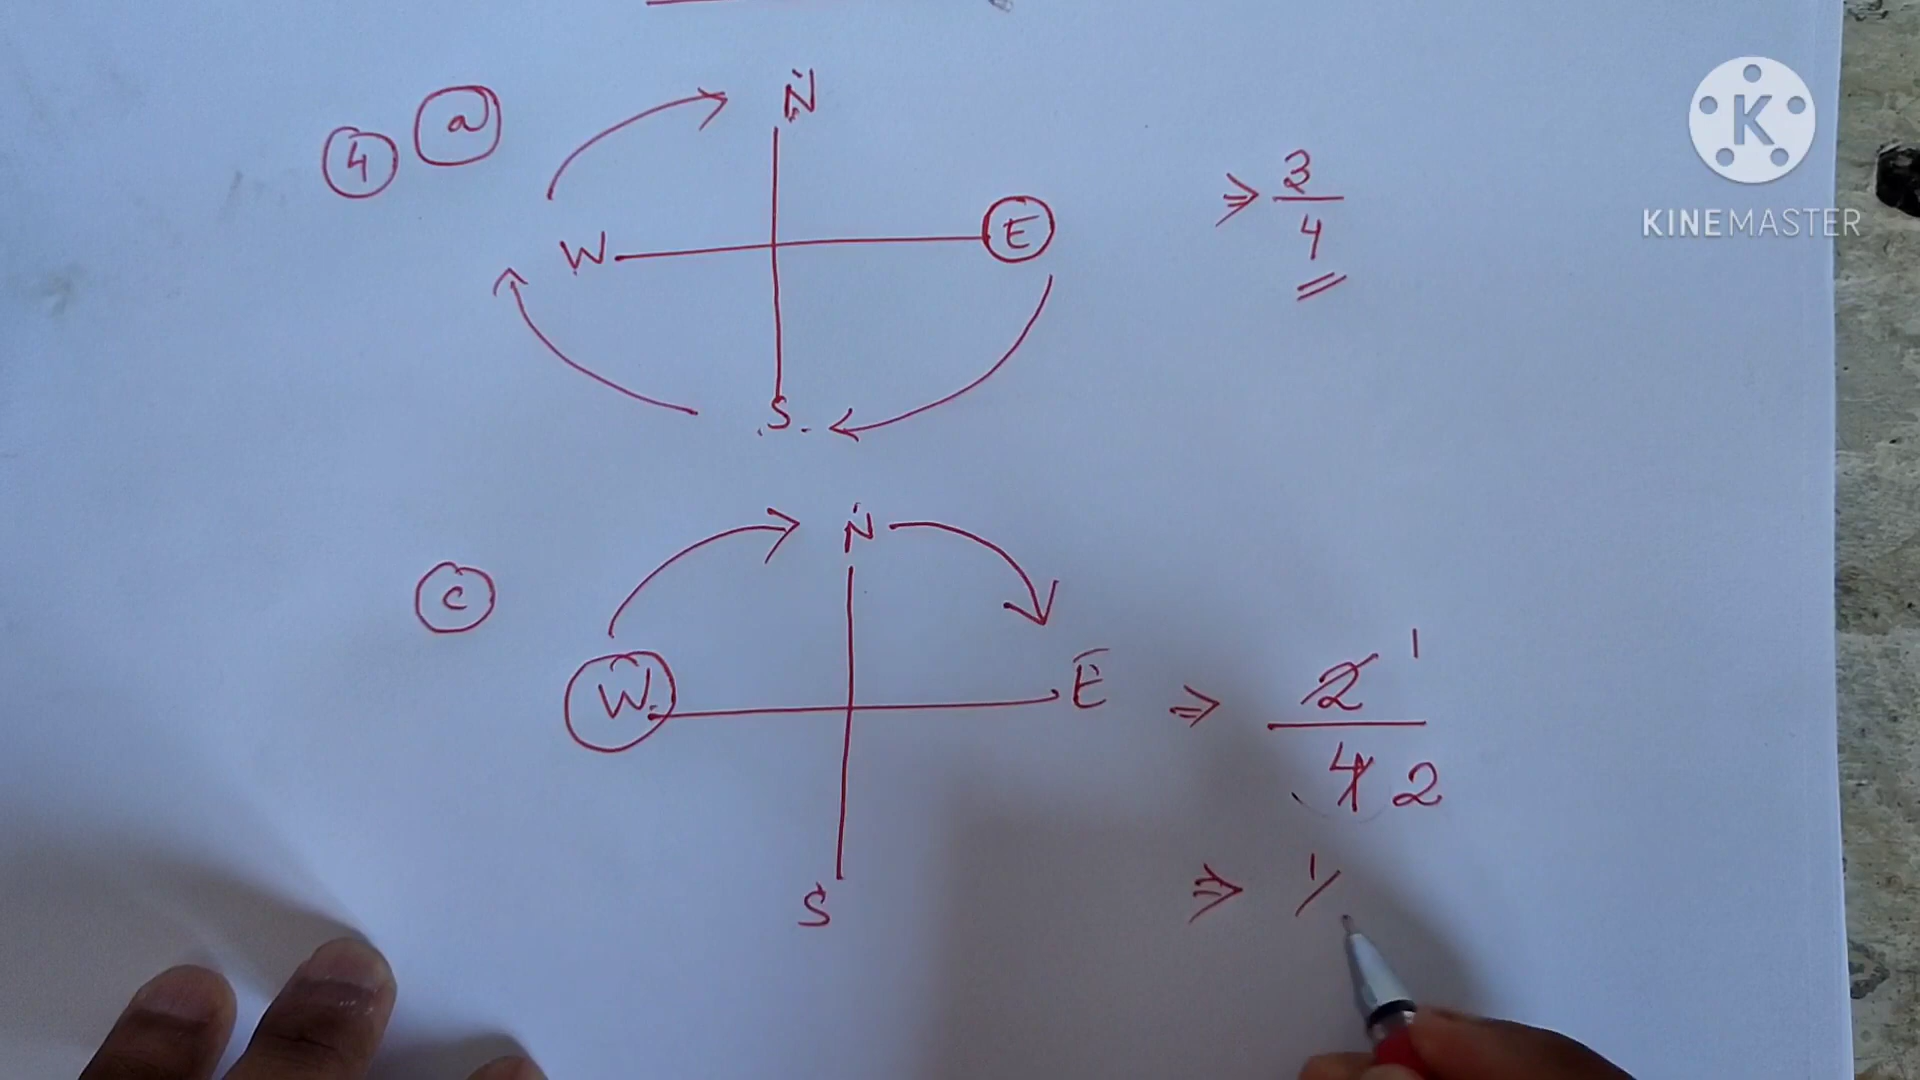 4 a
N
W E
S
⇒ 3/4
K
KINEMASTER
c
N
W E
S
⇒ 2 1
4 2
⇒ 1/